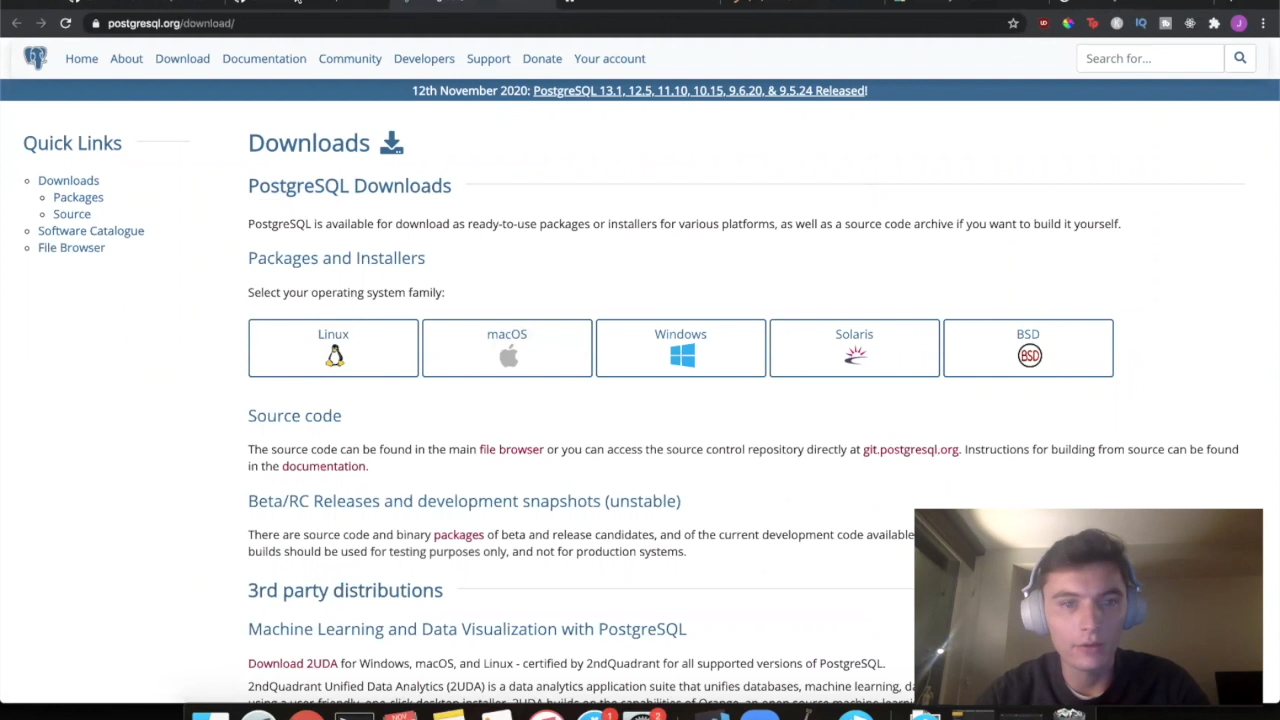 postgresql.org/download/
Home About Download Documentation Community Developers Support Donate Your account
Search for...
12th November 2020: PostgreSQL 13.1, 12.5, 11.10, 10.15, 9.6.20, & 9.5.24 Released!
Quick Links
Downloads
Packages
Source
Software Catalogue
File Browser
Downloads
PostgreSQL Downloads
PostgreSQL is available for download as ready-to-use packages or installers for various platforms, as well as a source code archive if you want to build it yourself.
Packages and Installers
Select your operating system family:
Linux macOS Windows Solaris BSD
BSD
Source code
The source code can be found in the main file browser or you can access the source control repository directly at git.postgresql.org. Instructions for building from source can be found
in the documentation.
Beta/RC Releases and development snapshots (unstable)
There are source code and binary packages of beta and release candidates, and of the current development code available
builds should be used for testing purposes only, and not for production systems.
3rd party distributions
Machine Learning and Data Visualization with PostgreSQL
Download 2UDA for Windows, macOS, and Linux - certified by 2ndQuadrant for all supported versions of PostgreSQL.
2ndQuadrant Unified Data Analytics (2UDA) is a data analytics application suite that unifies databases, machine learning,
NOV